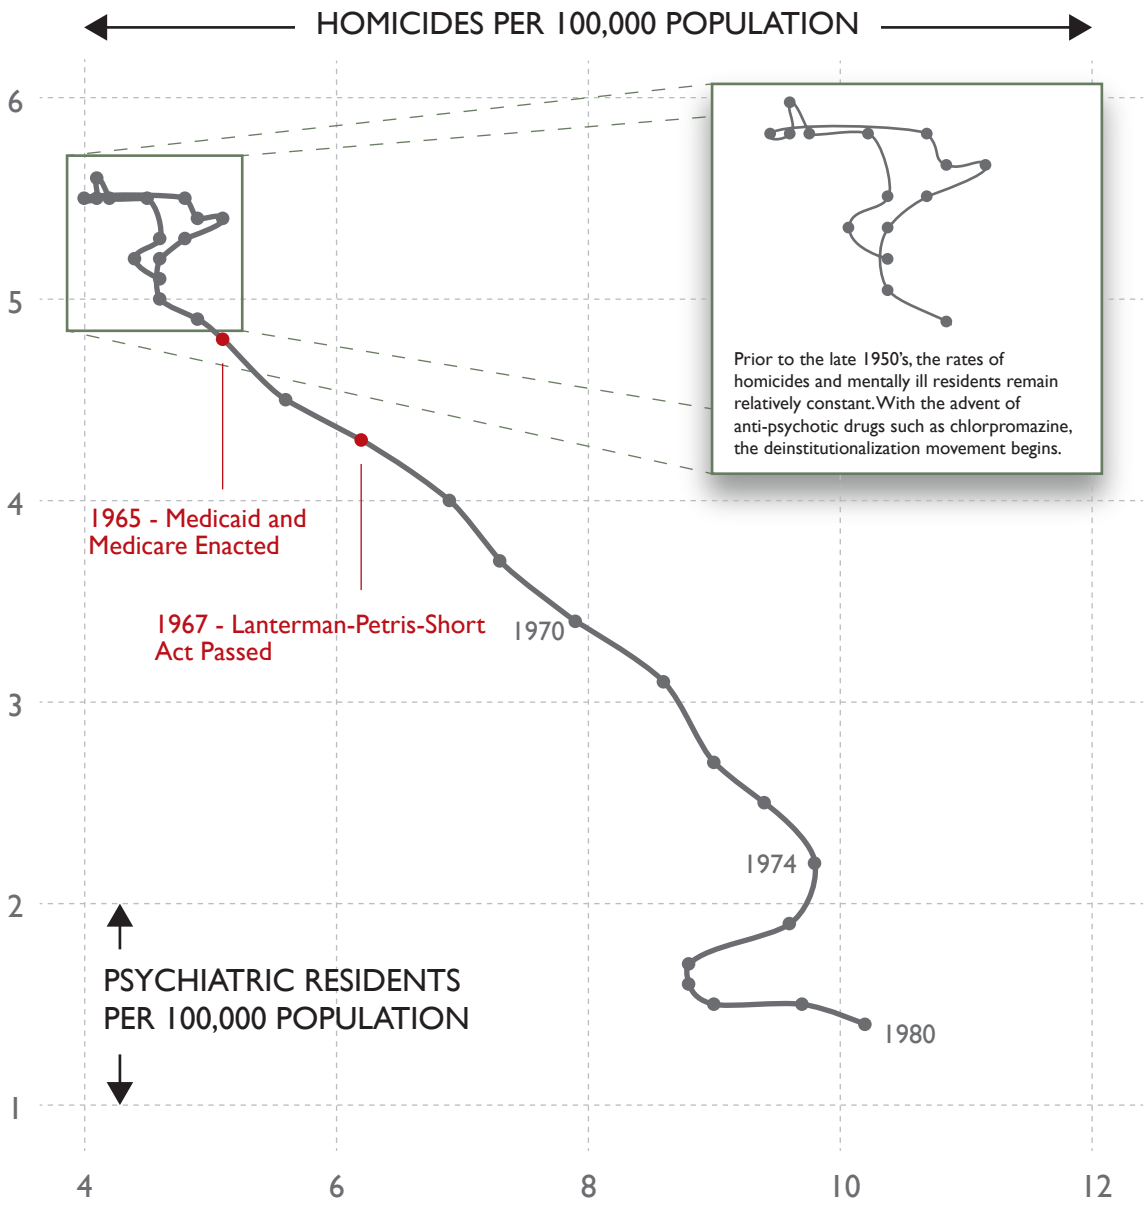 HOMICIDES PER 100,000 POPULATION
6
5
4
3
2
1
Prior to the late 1950's, the rates of
homicides and mentally ill residents remain
relatively constant. With the advent of
anti-psychotic drugs such as chlorpromazine,
the deinstitutionalization movement begins.
1965 - Medicaid and
Medicare Enacted
1967 - Lanterman-Petris-Short
Act Passed
1970
1974
PSYCHIATRIC RESIDENTS
PER 100,000 POPULATION
1980
4 6 8 10 12